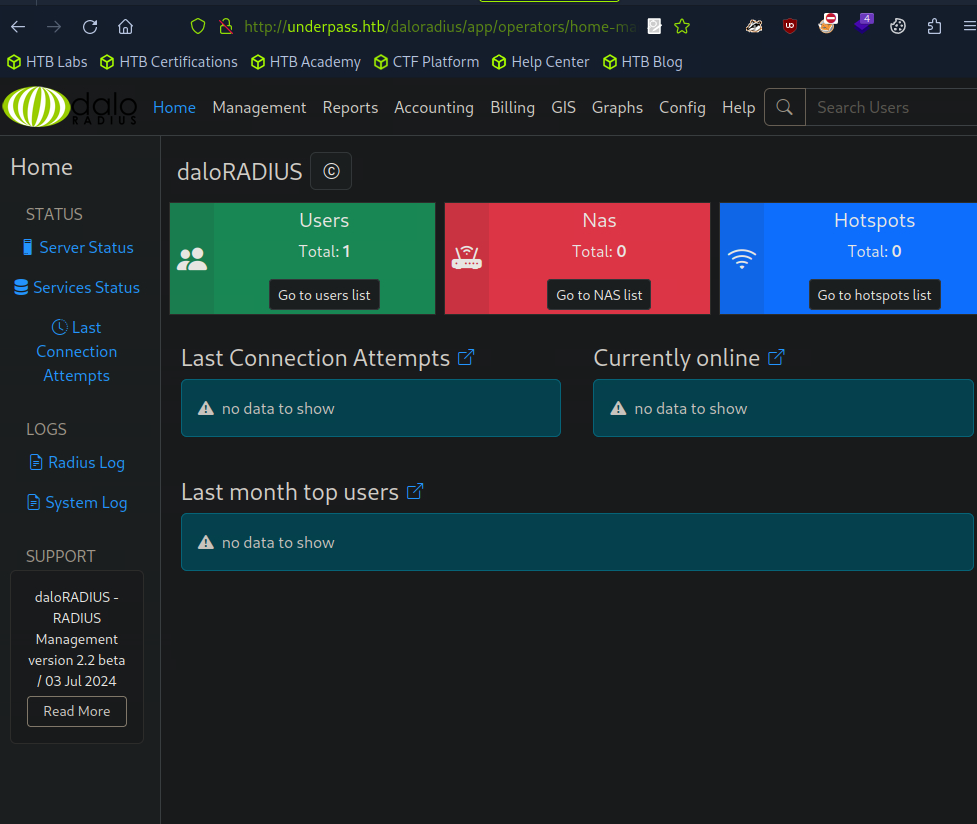 http://underpass.htb/daloradius/app/operators/home-ma
4
HTB Labs HTB Certifications HTB Academy CTF Platform Help Center HTB Blog
dalo
RADIUS
Home Management Reports Accounting Billing GIS Graphs Config Help Search Users
Home
STATUS
Server Status
Services Status
Last
Connection
Attempts
LOGS
Radius Log
System Log
SUPPORT
daloRADIUS -
RADIUS
Management
version 2.2 beta
/ 03 Jul 2024
Read More
daloRADIUS ©
Users
Total: 1
Go to users list
Nas
Total: 0
Go to NAS list
Hotspots
Total: 0
Go to hotspots list
Last Connection Attempts
no data to show
Currently online
no data to show
Last month top users
no data to show